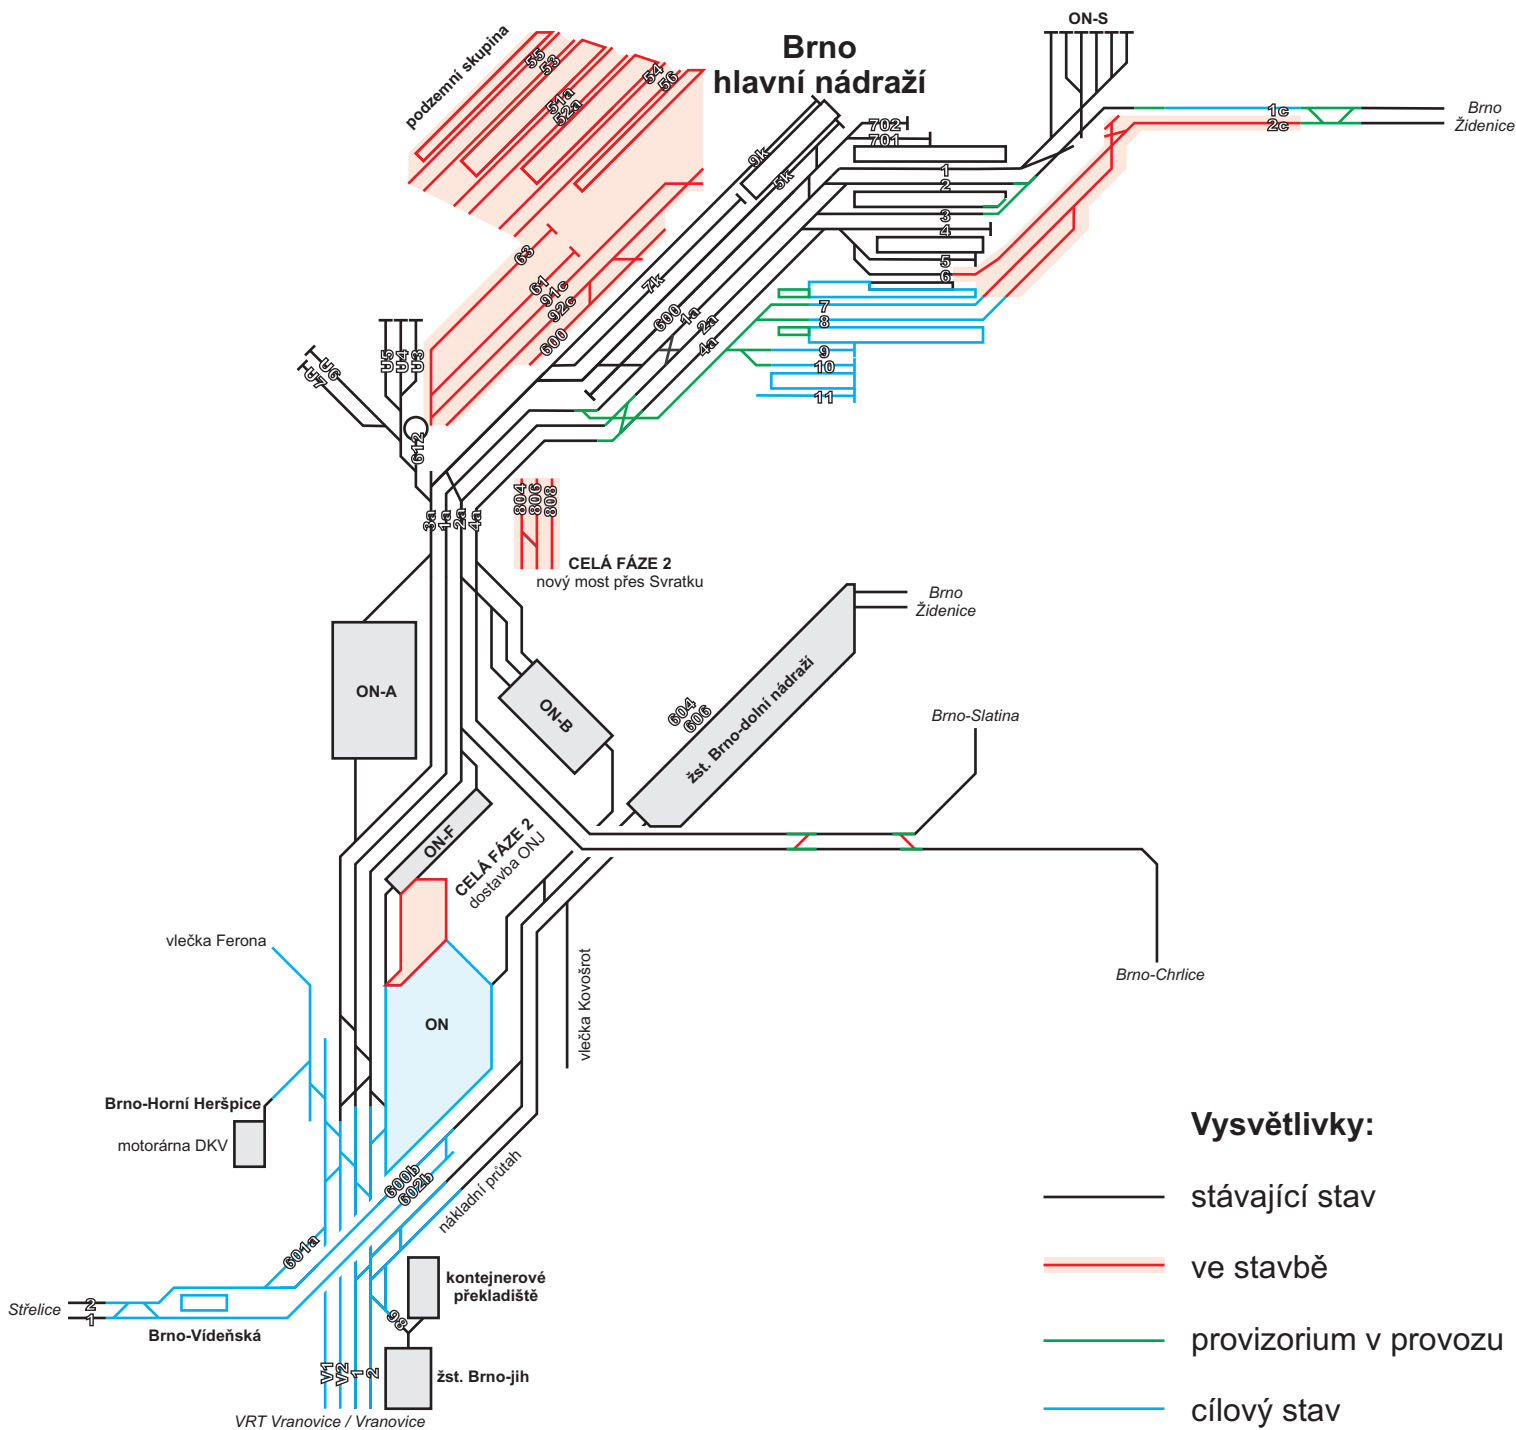 ON-S
Brno
hlavní nádraží
podzemní skupina
55
53
51a
52a
54
56
9k
5k
702
701
1
2
3
4
5
6
1c
2c
Brno
Židenice
63
61
91c
92c
600
7k
600
1a
2a
4a
7
8
9
10
11
U7
U6
U5
U4
U3
612
3a
1a
2a
4a
804
806
808
CELÁ FÁZE 2
nový most přes Svratku
Brno
Židenice
ON-A
ON-B
604
606
žst. Brno-dolní nádraží
Brno-Slatina
ON-F
CELÁ FÁZE 2
dostavba ONJ
vlečka Ferona
vlečka Kovošrot
Brno-Chrlice
ON
Brno-Horní Heršpice
motorárna DKV
600b
602b
nákladní průtah
601a
Střelice
2
1
Brno-Vídeňská
kontejnerové
překladiště
98
V1
V2
1
2
žst. Brno-jih
VRT Vranovice / Vranovice
Vysvětlivky:
stávající stav
ve stavbě
provizorium v provozu
cílový stav